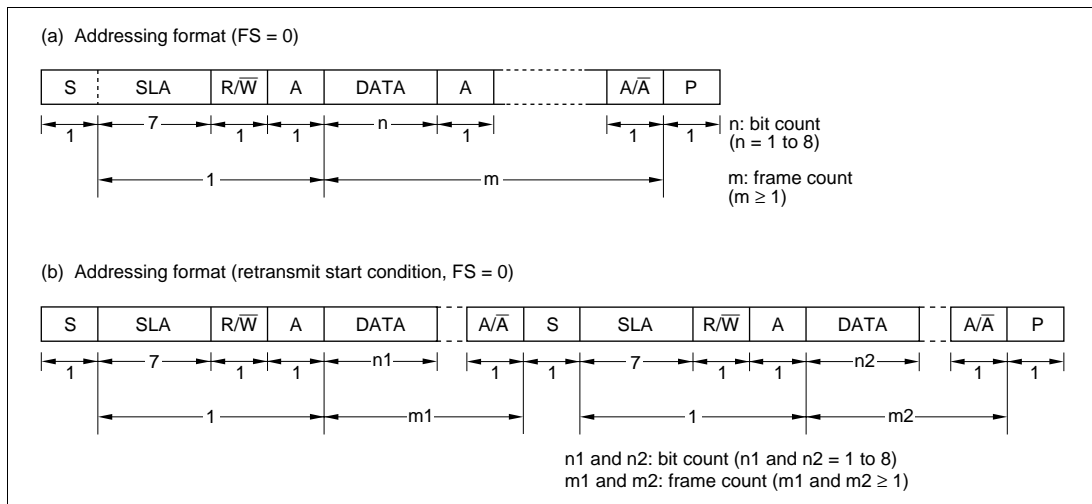 (a) Addressing format (FS = 0)
S SLA R/W̅ A DATA A A/A̅ P
1 7 1 1 n 1 1 1
n: bit count
(n = 1 to 8)
1 m
m: frame count
(m ≥ 1)
(b) Addressing format (retransmit start condition, FS = 0)
S SLA R/W̅ A DATA A/A̅ S SLA R/W̅ A DATA A/A̅ P
1 7 1 1 n1 1 1 7 1 1 n2 1 1
1 m1 1 m2
n1 and n2: bit count (n1 and n2 = 1 to 8)
m1 and m2: frame count (m1 and m2 ≥ 1)